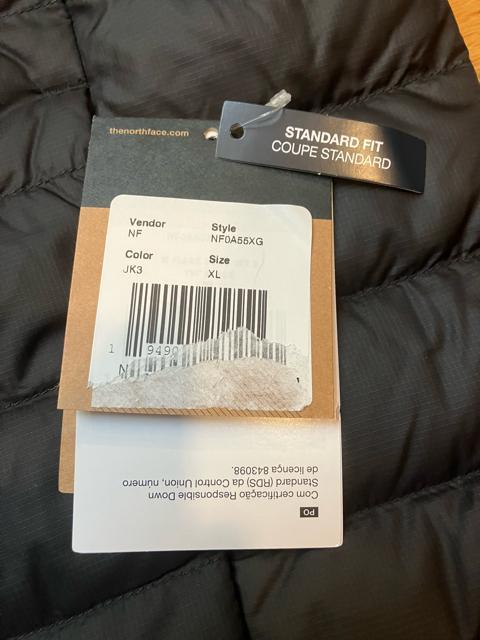 thenorthface.com
STANDARD FIT
COUPE STANDARD
Vendor Style
NF NF0A55XG
Color Size
JK3 XL
1 9490
N
PO
Com certificação Responsible Down
Standard (RDS) da Control Union, número
de licença 843098.